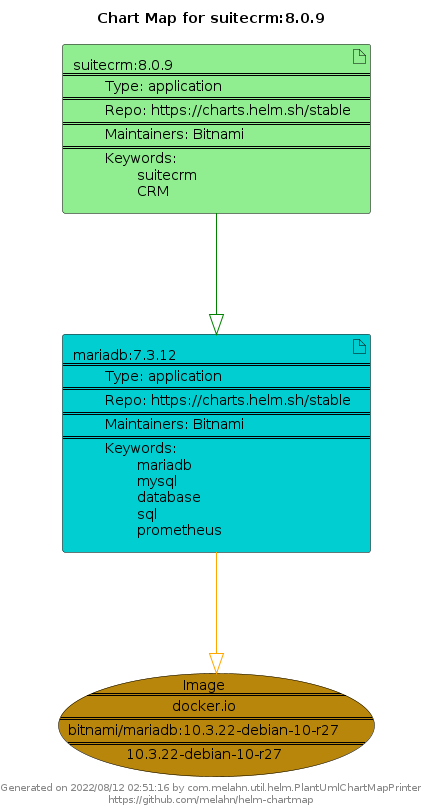 Chart Map for suitecrm:8.0.9
suitecrm:8.0.9
Type: application
Repo: https://charts.helm.sh/stable
Maintainers: Bitnami
Keywords:
suitecrm
CRM
mariadb:7.3.12
Type: application
Repo: https://charts.helm.sh/stable
Maintainers: Bitnami
Keywords:
mariadb
mysql
database
sql
prometheus
Image
docker.io
bitnami/mariadb:10.3.22-debian-10-r27
10.3.22-debian-10-r27
Generated on 2022/08/12 02:51:16 by com.melahn.util.helm.PlantUmlChartMapPrinter
https://github.com/melahn/helm-chartmap